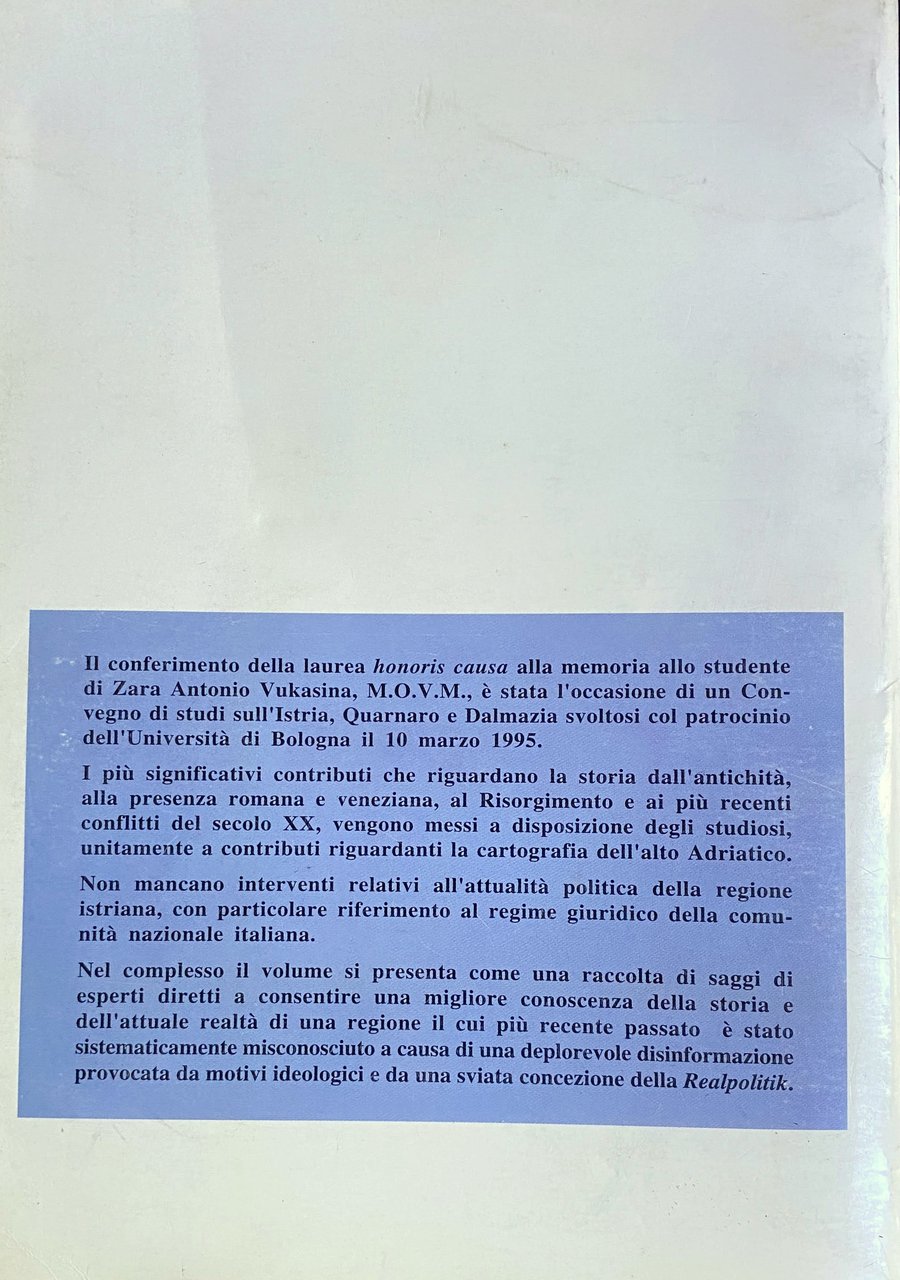 Il conferimento della laurea honoris causa alla memoria allo studente
di Zara Antonio Vukasina, M.O.V.M., è stata l'occasione di un Con-
vegno di studi sull'Istria, Quarnaro e Dalmazia svoltosi col patrocinio
dell'Università di Bologna il 10 marzo 1995.
I più significativi contributi che riguardano la storia dall'antichità,
alla presenza romana e veneziana, al Risorgimento e ai più recenti
conflitti del secolo XX, vengono messi a disposizione degli studiosi,
unitamente a contributi riguardanti la cartografia dell'alto Adriatico.
Non mancano interventi relativi all'attualità politica della regione
istriana, con particolare riferimento al regime giuridico della comu-
nità nazionale italiana.
Nel complesso il volume si presenta come una raccolta di saggi di
esperti diretti a consentire una migliore conoscenza della storia e
dell'attuale realtà di una regione il cui più recente passato è stato
sistematicamente misconosciuto a causa di una deplorevole disinformazione
provocata da motivi ideologici e da una sviata concezione della Realpolitik.